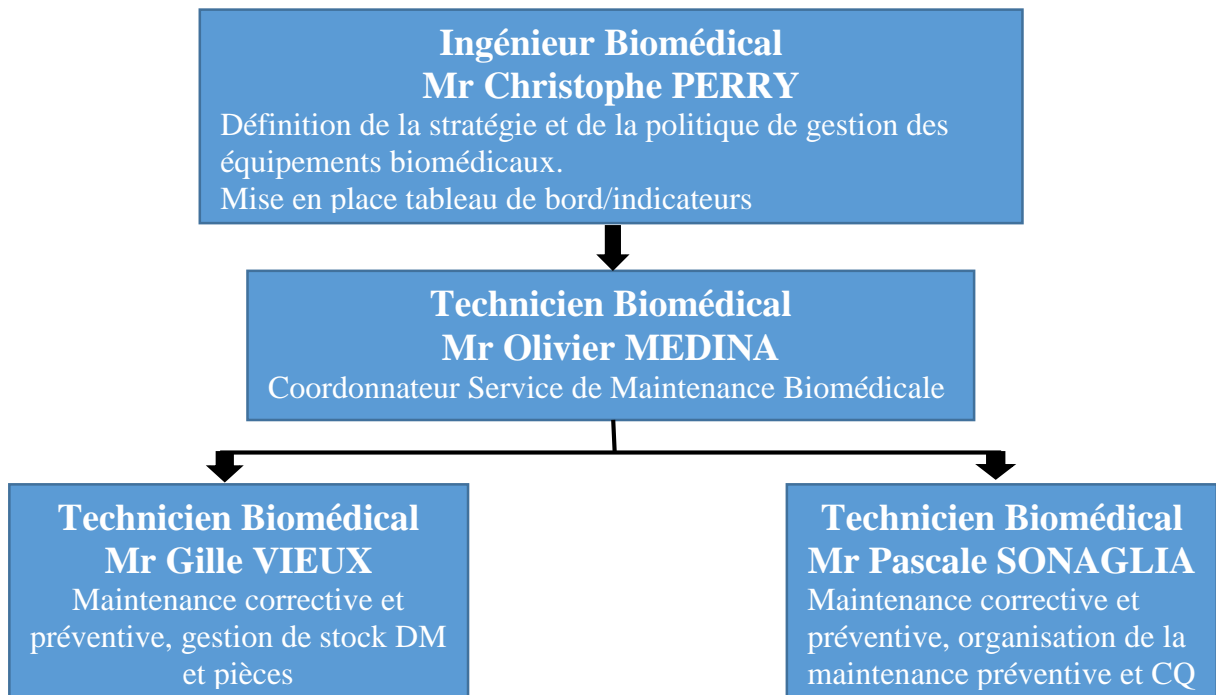 Ingénieur Biomédical
Mr Christophe PERRY
Définition de la stratégie et de la politique de gestion des
équipements biomédicaux.
Mise en place tableau de bord/indicateurs
Technicien Biomédical
Mr Olivier MEDINA
Coordonnateur Service de Maintenance Biomédicale
Technicien Biomédical
Mr Gille VIEUX
Maintenance corrective et
préventive, gestion de stock DM
et pièces
Technicien Biomédical
Mr Pascale SONAGLIA
Maintenance corrective et
préventive, organisation de la
maintenance préventive et CQ